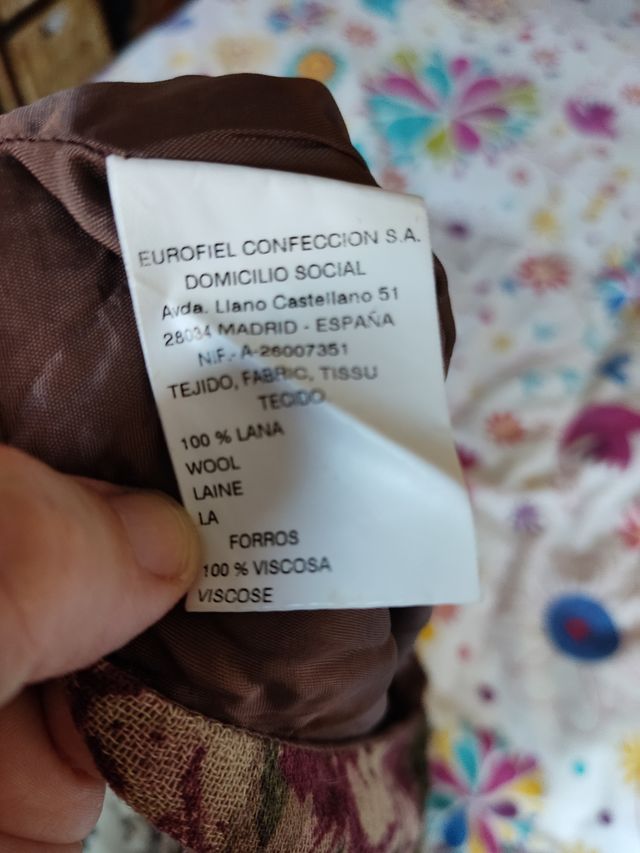 EUROFIEL CONFECCION S.A.
DOMICILIO SOCIAL
Avda. Llano Castellano 51
28034 MADRID - ESPAÑA
N.I.F.- A-26007351
TEJIDO, FABRIC, TISSU
TECIDO
100 % LANA
WOOL
LAINE
LA
FORROS
100 % VISCOSA
VISCOSE